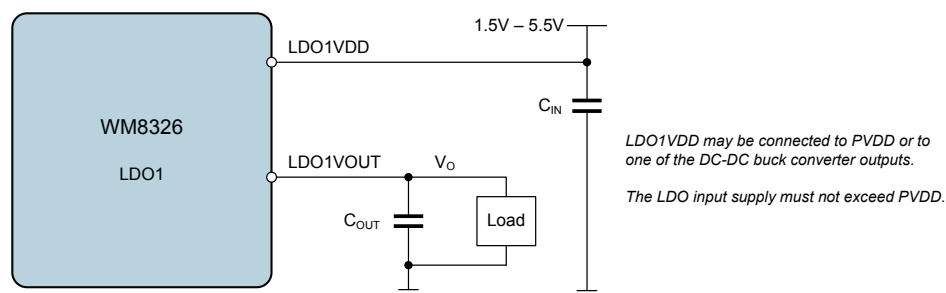 1.5V – 5.5V
LDO1VDD
C_IN
WM8326
LDO1
LDO1VOUT
V_O
C_OUT
Load
LDO1VDD may be connected to PVDD or to
one of the DC-DC buck converter outputs.
The LDO input supply must not exceed PVDD.